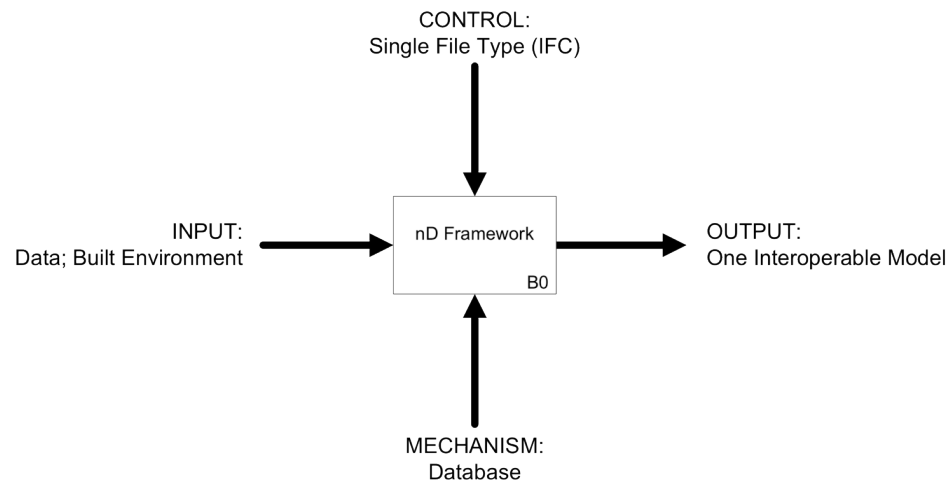 CONTROL:
Single File Type (IFC)
INPUT:
Data; Built Environment
nD Framework
B0
OUTPUT:
One Interoperable Model
MECHANISM:
Database